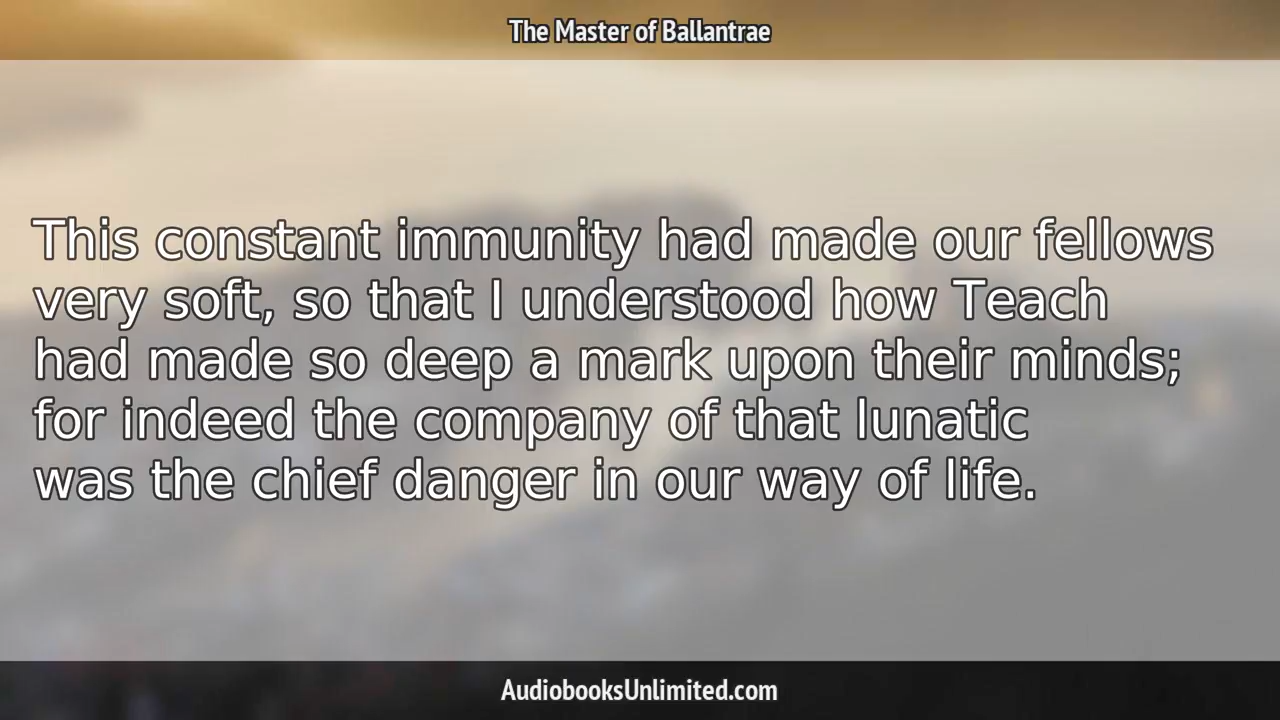 The Master of Ballantrae
This constant immunity had made our fellows
very soft, so that I understood how Teach
had made so deep a mark upon their minds;
for indeed the company of that lunatic
was the chief danger in our way of life.
AudiobooksUnlimited.com